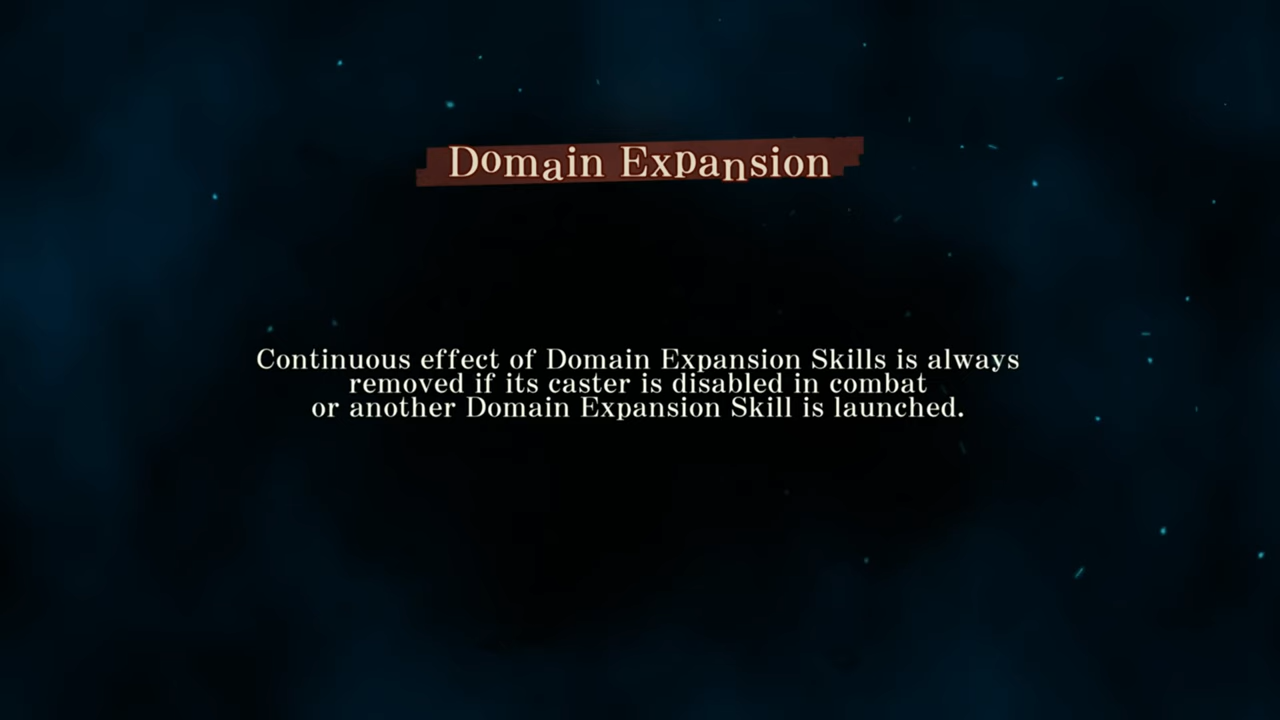 Domain Expansion
Continuous effect of Domain Expansion Skills is always
removed if its caster is disabled in combat
or another Domain Expansion Skill is launched.